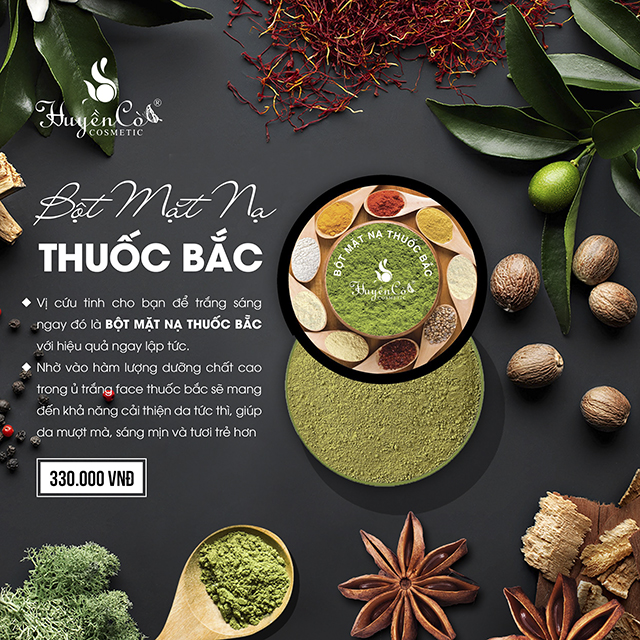 HuyềnCò®
COSMETIC
Bột Mặt Nạ
THUỐC BẮC
Vị cứu tinh cho bạn để trắng sáng
ngay đó là BỘT MẶT NẠ THUỐC BẮC
với hiệu quả ngay lập tức.
Nhờ vào hàm lượng dưỡng chất cao
trong ủ trắng face thuốc bắc sẽ mang
đến khả năng cải thiện da tức thì, giúp
da mượt mà, sáng mịn và tươi trẻ hơn
330.000 VNĐ
BỘT MẶT NẠ THUỐC BẮC
HuyềnCò
COSMETIC